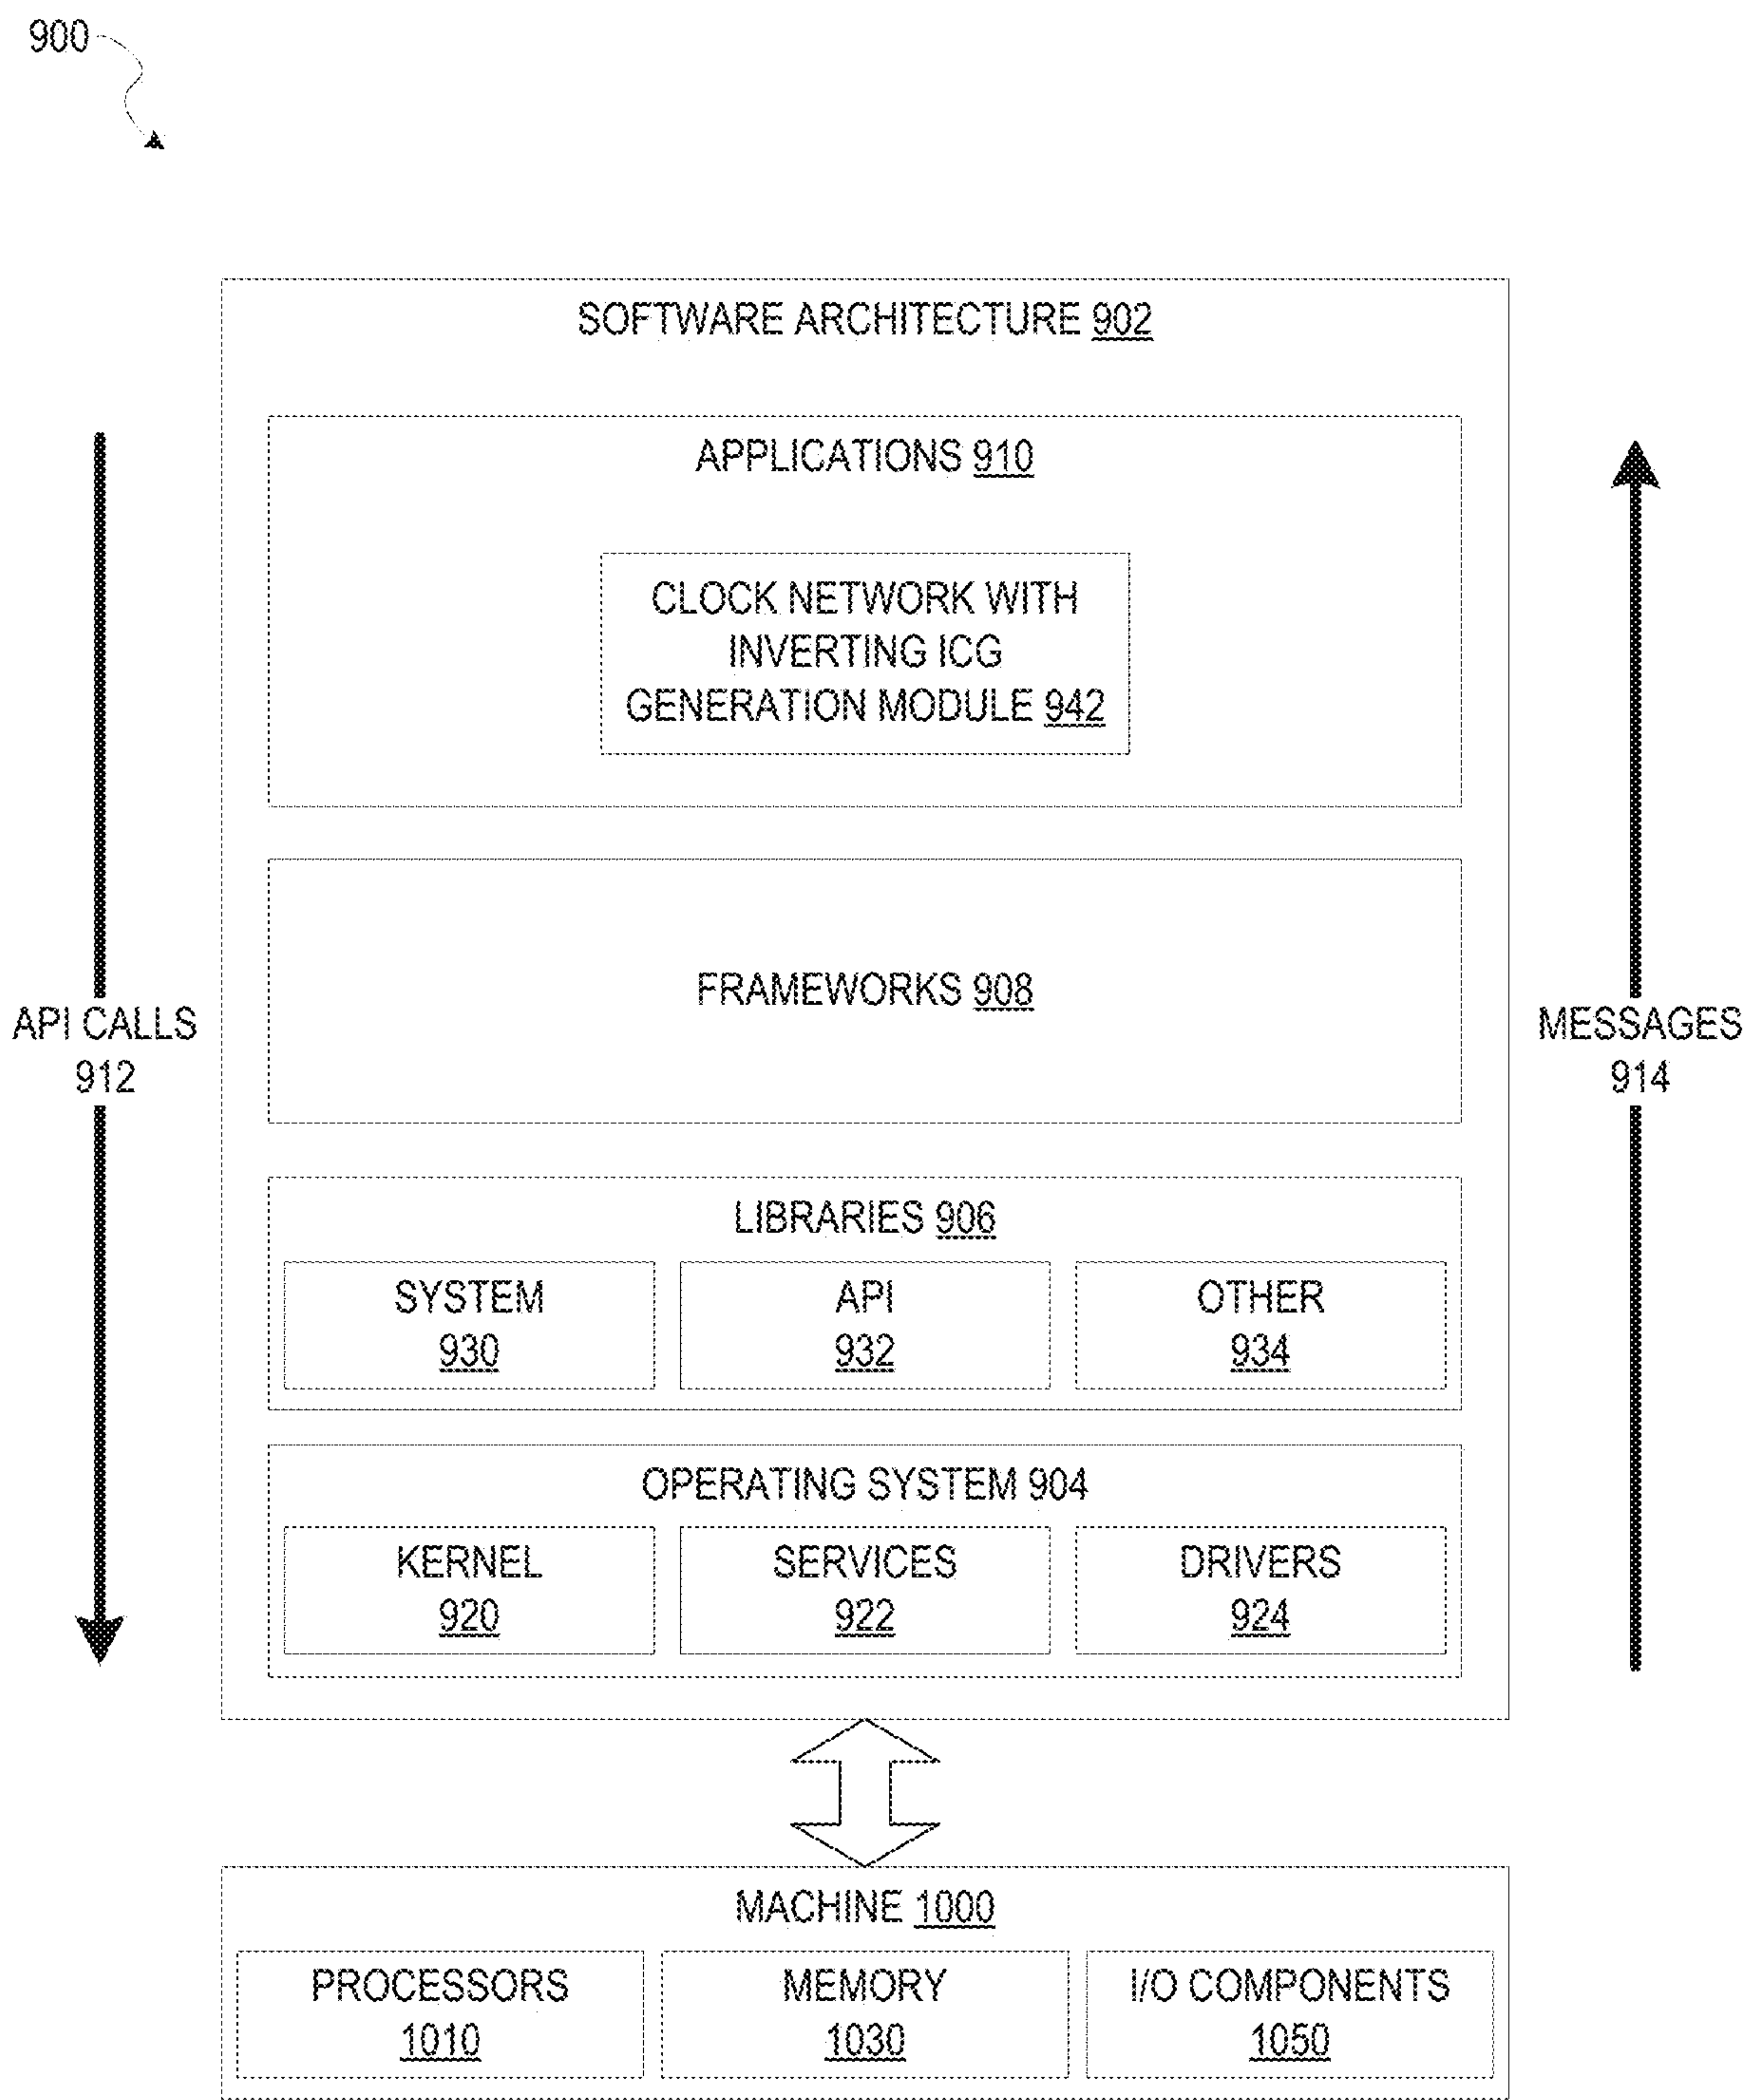 900
SOFTWARE ARCHITECTURE 902
APPLICATIONS 910
CLOCK NETWORK WITH
INVERTING ICG
GENERATION MODULE 942
FRAMEWORKS 908
API CALLS
912
MESSAGES
914
LIBRARIES 906
SYSTEM
930
API
932
OTHER
934
OPERATING SYSTEM 904
KERNEL
920
SERVICES
922
DRIVERS
924
MACHINE 1000
PROCESSORS
1010
MEMORY
1030
I/O COMPONENTS
1050